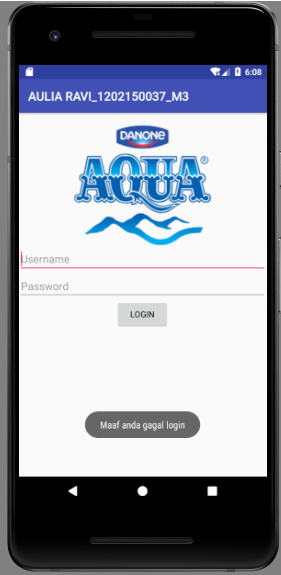 6:08
AULIA RAVI_1202150037_M3
DANONE
AQUA®
Username
Password
LOGIN
Maaf anda gagal login